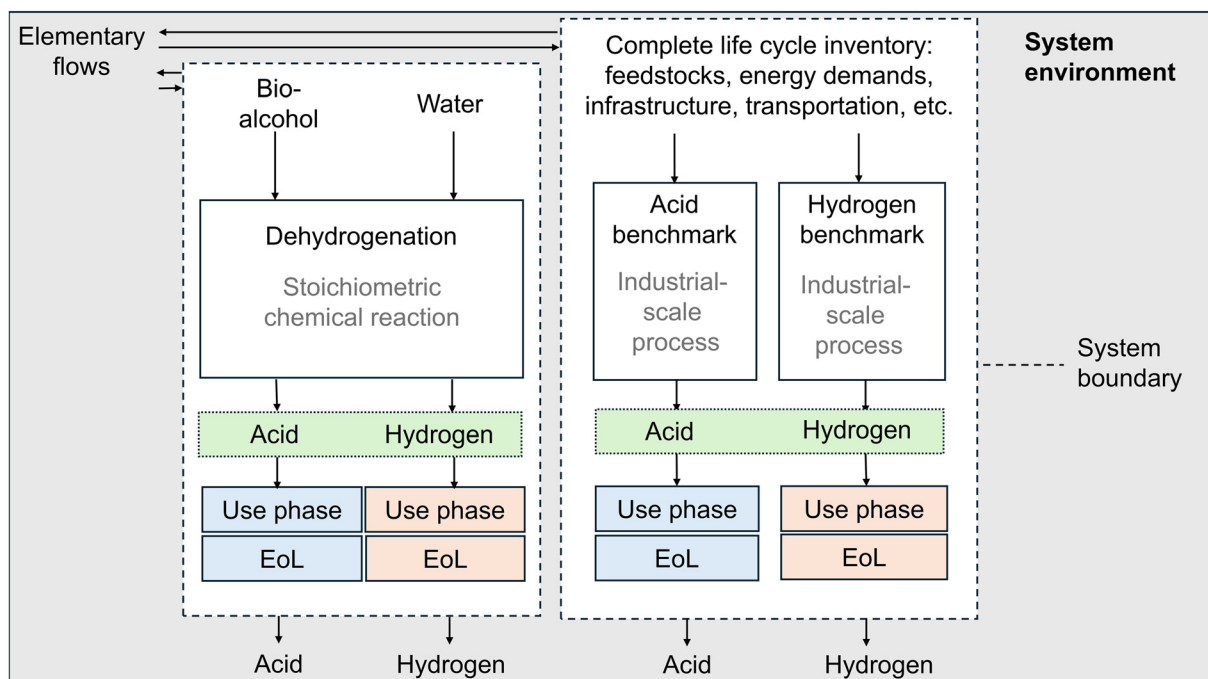 Elementary
flows
Bio-
alcohol
Water
Dehydrogenation
Stoichiometric
chemical reaction
Acid
Hydrogen
Use phase
Use phase
EoL
EoL
Acid
Hydrogen
Complete life cycle inventory:
feedstocks, energy demands,
infrastructure, transportation, etc.
Acid
benchmark
Industrial-
scale
process
Hydrogen
benchmark
Industrial-
scale
process
Acid
Hydrogen
Use phase
Use phase
EoL
EoL
Acid
Hydrogen
System
environment
System
boundary